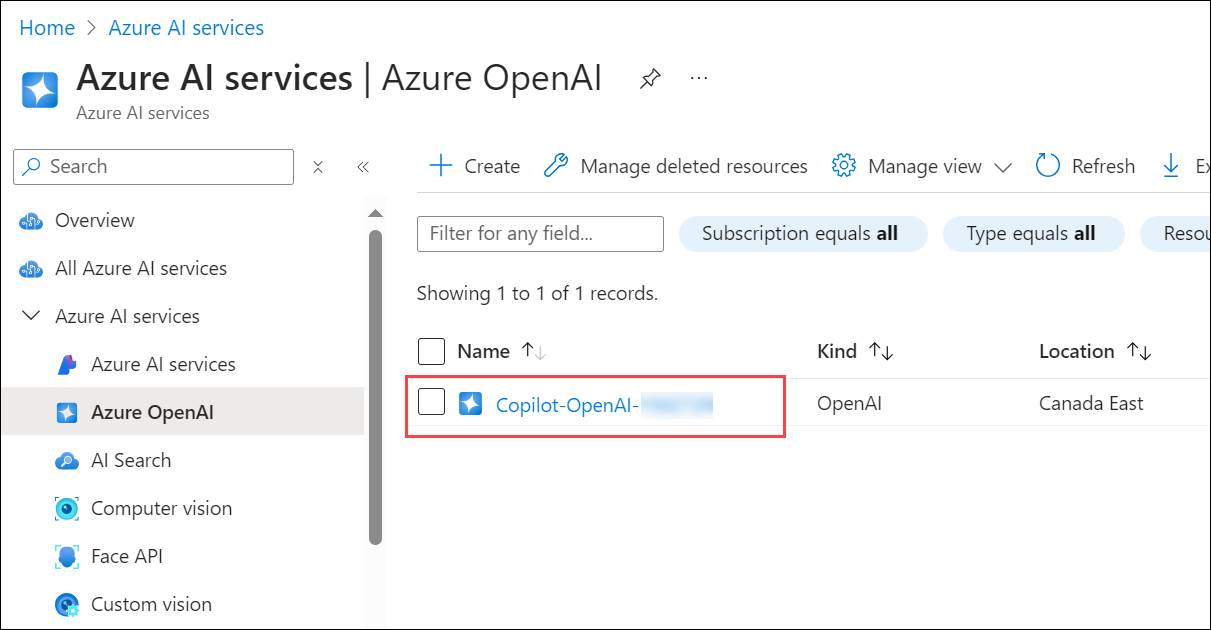 Home > Azure AI services
Azure AI services | Azure OpenAI
...
Azure AI services
Search
Create Manage deleted resources Manage view Refresh
Overview
All Azure AI services
Azure AI services
Azure AI services
Azure OpenAI
AI Search
Computer vision
Face API
Custom vision
Filter for any field... Subscription equals all Type equals all
Showing 1 to 1 of 1 records.
Name Kind Location
Copilot-OpenAI- OpenAI Canada East